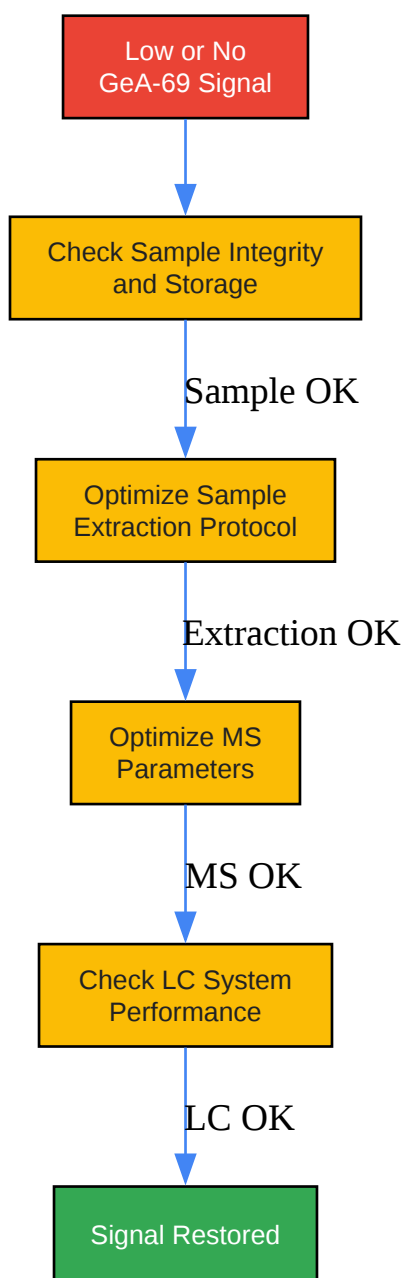 Low or No
GeA-69 Signal
Check Sample Integrity
and Storage
Sample OK
Optimize Sample
Extraction Protocol
Extraction OK
Optimize MS
Parameters
MS OK
Check LC System
Performance
LC OK
Signal Restored